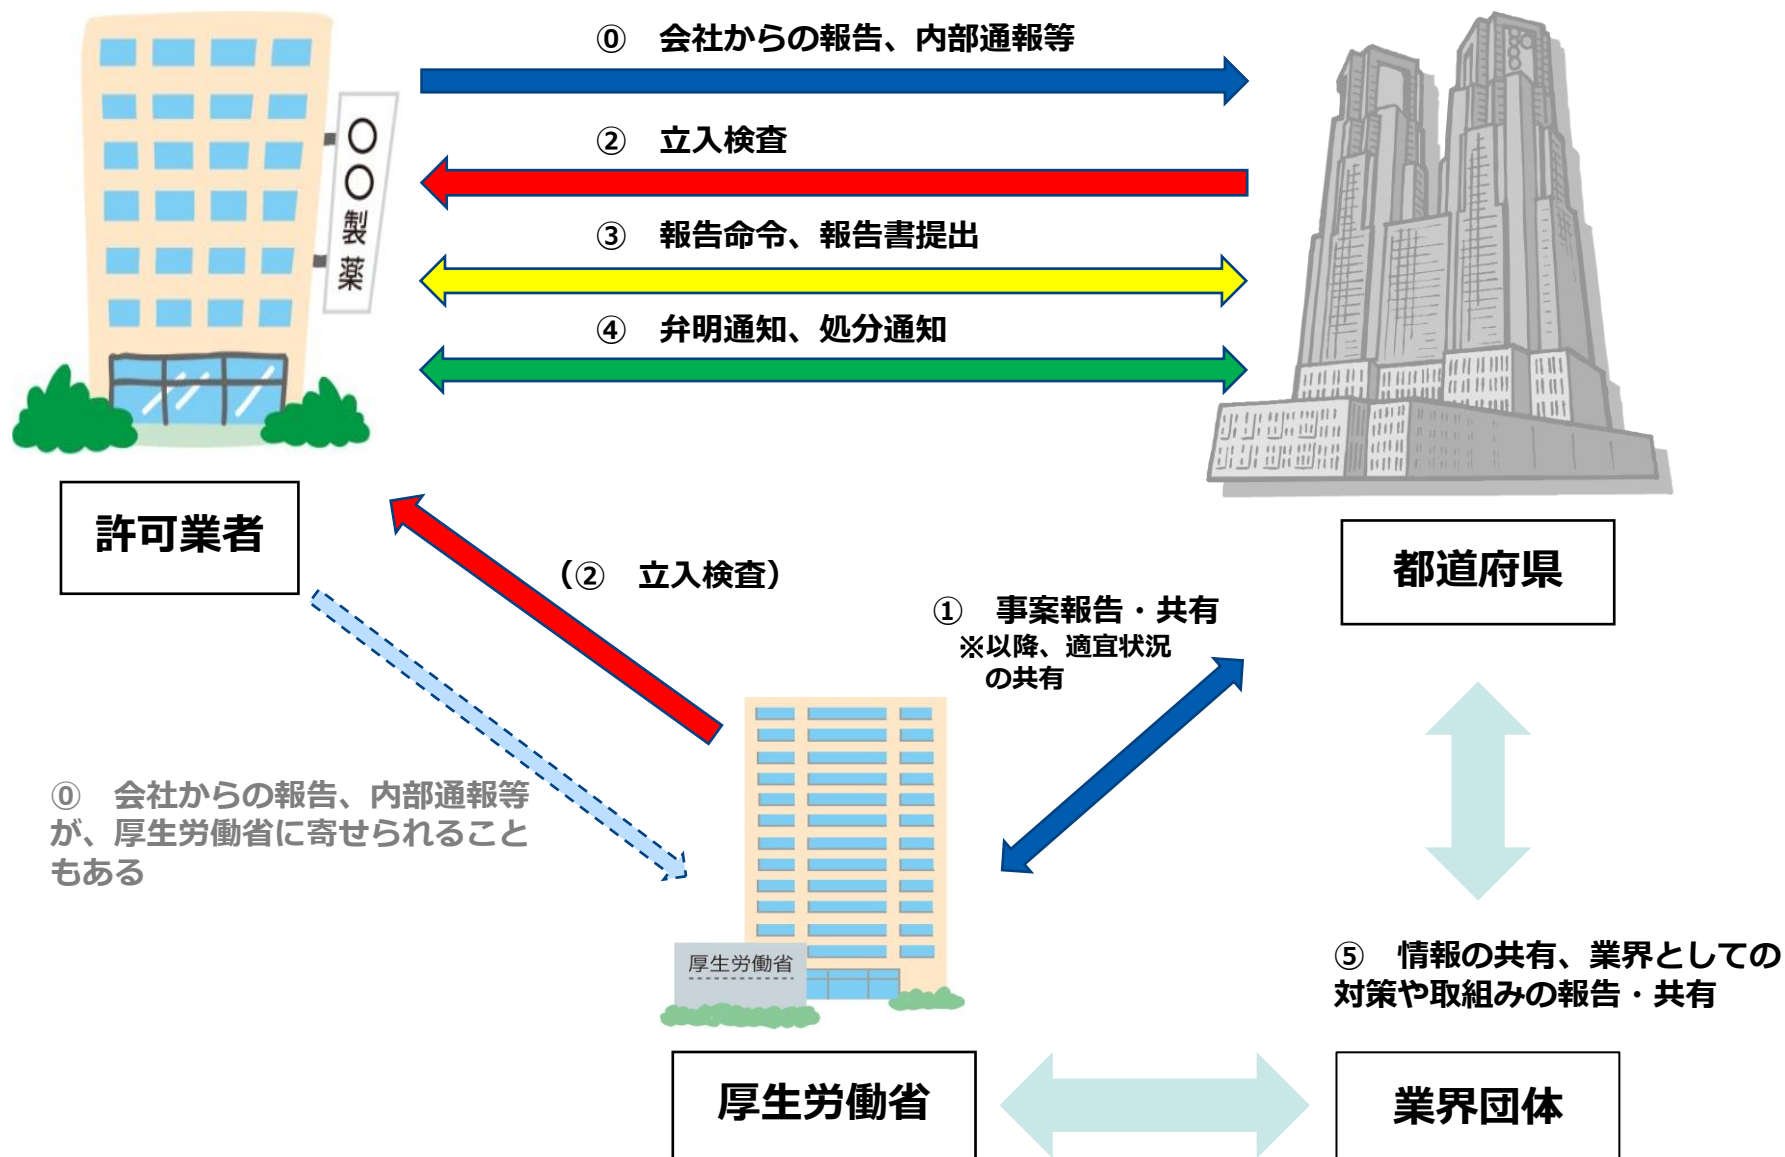 ⓪　会社からの報告、内部通報等
②　立入検査
③　報告命令、報告書提出
④　弁明通知、処分通知
〇〇製薬
許可業者
都道府県
（②　立入検査）
①　事案報告・共有
※以降、適宜状況
の共有
⓪　会社からの報告、内部通報等
が、厚生労働省に寄せられること
もある
厚生労働省
⑤　情報の共有、業界としての
対策や取組みの報告・共有
厚生労働省
業界団体